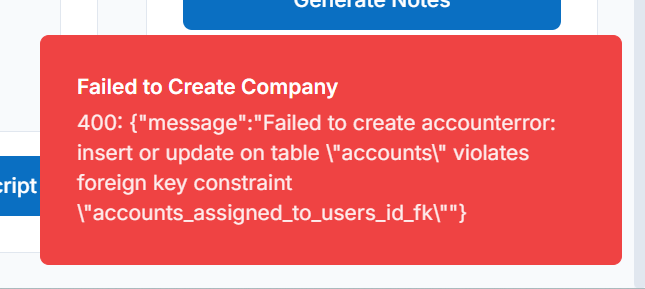 Generate Notes
Failed to Create Company
400: {"message":"Failed to create accounterror:
insert or update on table \"accounts\" violates
foreign key constraint
\"accounts_assigned_to_users_id_fk\""}
cript